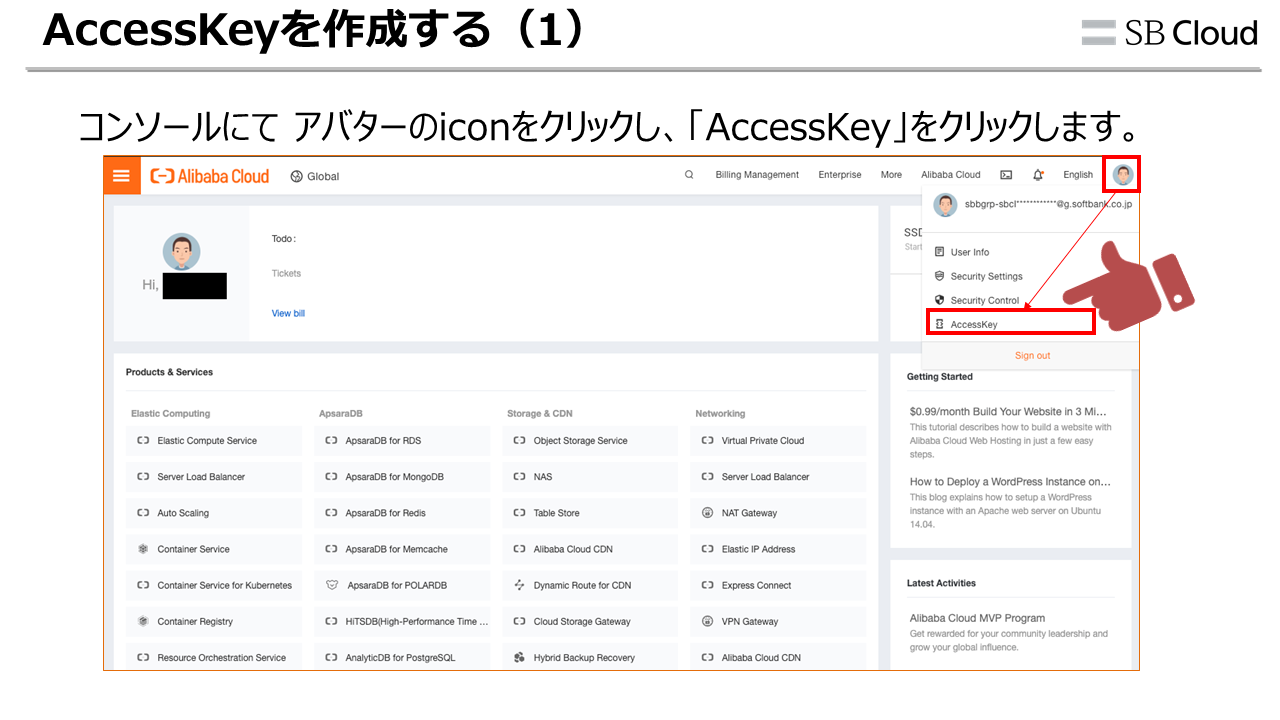 AccessKeyを作成する（1）
SB Cloud
コンソールにて アバターのiconをクリックし、「AccessKey」をクリックします。
Alibaba Cloud
Global
Billing Management
Enterprise
More
Alibaba Cloud
English
sbbgrp-sbcl************@g.softbank.co.jp
User Info
Security Settings
Security Control
AccessKey
Sign out
Hi,
Todo :
Tickets
View bill
SSD
Start
Products & Services
Elastic Computing
Elastic Compute Service
Server Load Balancer
Auto Scaling
Container Service
Container Service for Kubernetes
Container Registry
Resource Orchestration Service
ApsaraDB
ApsaraDB for RDS
ApsaraDB for MongoDB
ApsaraDB for Redis
ApsaraDB for Memcache
ApsaraDB for POLARDB
HiTSDB(High-Performance Time ...
AnalyticDB for PostgreSQL
Storage & CDN
Object Storage Service
NAS
Table Store
Alibaba Cloud CDN
Dynamic Route for CDN
Cloud Storage Gateway
Hybrid Backup Recovery
Networking
Virtual Private Cloud
Server Load Balancer
NAT Gateway
Elastic IP Address
Express Connect
VPN Gateway
Alibaba Cloud CDN
Getting Started
$0.99/month Build Your Website in 3 Mi...
This tutorial describes how to build a website with
Alibaba Cloud Web Hosting in just a few easy
steps.
How to Deploy a WordPress Instance on...
This blog explains how to setup a WordPress
instance with an Apache web server on Ubuntu
14.04.
Latest Activities
Alibaba Cloud MVP Program
Get rewarded for your community leadership and
grow your global influence.